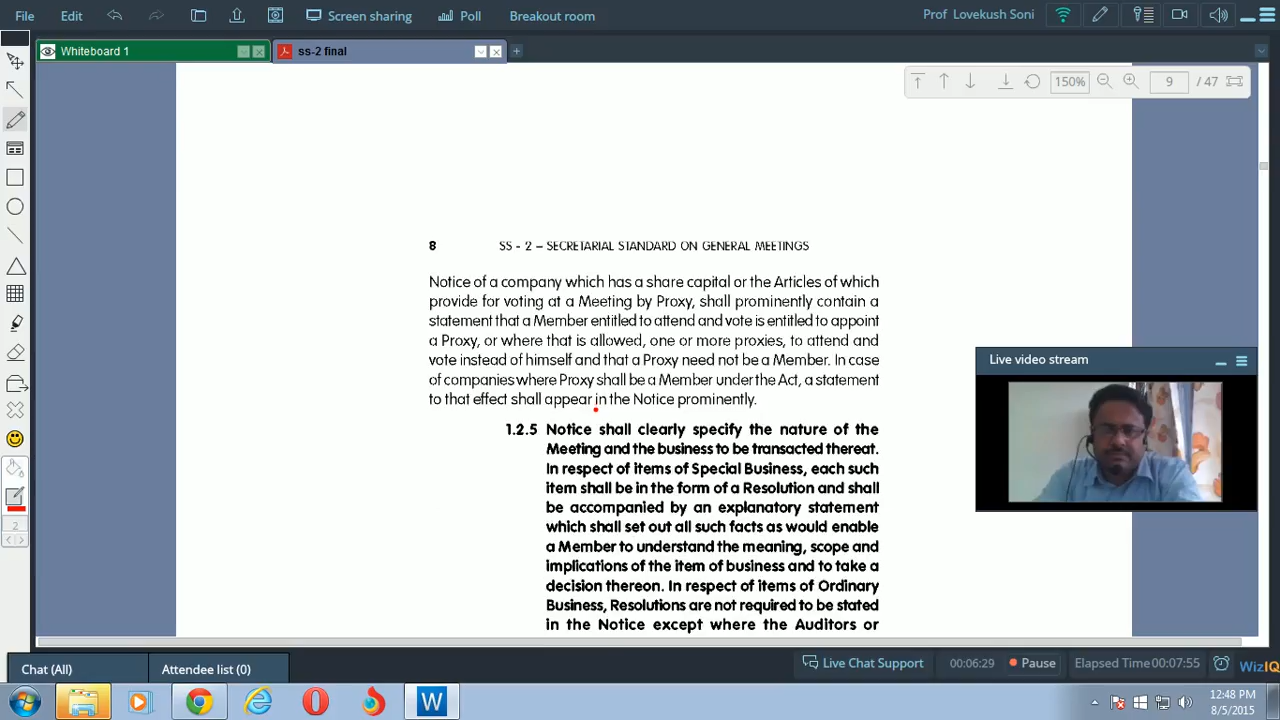 File Edit Screen sharing Poll Breakout room Prof Lovekush Soni
Whiteboard 1 ss-2 final
150% 9 / 47
8 SS - 2 – SECRETARIAL STANDARD ON GENERAL MEETINGS
Notice of a company which has a share capital or the Articles of which
provide for voting at a Meeting by Proxy, shall prominently contain a
statement that a Member entitled to attend and vote is entitled to appoint
a Proxy, or where that is allowed, one or more proxies, to attend and
vote instead of himself and that a Proxy need not be a Member. In case
of companies where Proxy shall be a Member under the Act, a statement
to that effect shall appear in the Notice prominently.
1.2.5 Notice shall clearly specify the nature of the
Meeting and the business to be transacted thereat.
In respect of items of Special Business, each such
item shall be in the form of a Resolution and shall
be accompanied by an explanatory statement
which shall set out all such facts as would enable
a Member to understand the meaning, scope and
implications of the item of business and to take a
decision thereon. In respect of items of Ordinary
Business, Resolutions are not required to be stated
in the Notice except where the Auditors or
Live video stream
2
Chat (All) Attendee list (0) Live Chat Support 00:06:29 Pause Elapsed Time 00:07:55 WizIQ
12:48 PM
8/5/2015